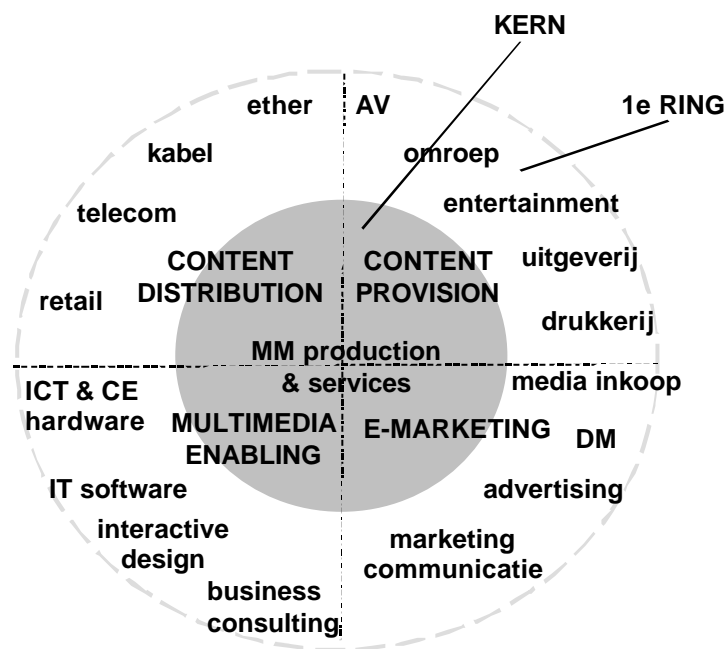 KERN
1e RING
ether
AV
kabel
omroep
telecom
entertainment
CONTENT
DISTRIBUTION
CONTENT
PROVISION
uitgeverij
retail
drukkerij
MM production
& services
ICT & CE
hardware
media inkoop
MULTIMEDIA
ENABLING
E-MARKETING
DM
IT software
advertising
interactive
design
marketing
communicatie
business
consulting